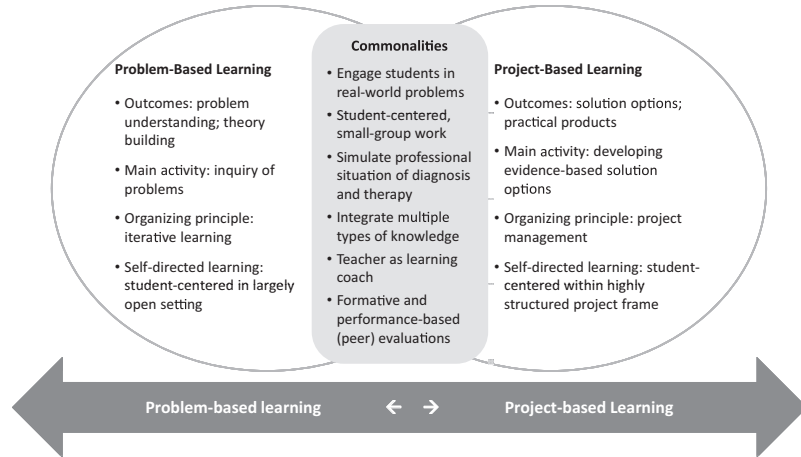 Problem-Based Learning
• Outcomes: problem
understanding; theory
building
• Main activity: inquiry of
problems
• Organizing principle:
iterative learning
• Self-directed learning:
student-centered in largely
open setting
Commonalities
• Engage students in
real-world problems
• Student-centered,
small-group work
• Simulate professional
situation of diagnosis
and therapy
• Integrate multiple
types of knowledge
• Teacher as learning
coach
• Formative and
performance-based
(peer) evaluations
Project-Based Learning
• Outcomes: solution options;
practical products
• Main activity: developing
evidence-based solution
options
• Organizing principle: project
management
• Self-directed learning: student-
centered within highly
structured project frame
Problem-based learning ← → Project-based Learning